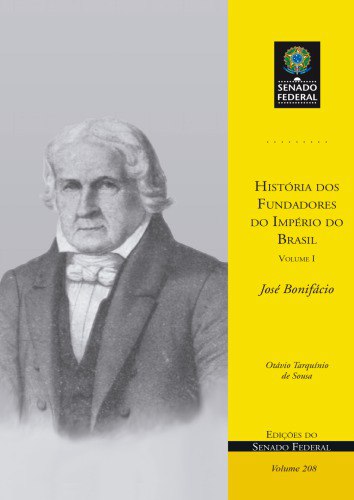 SENADO
FEDERAL
HISTÓRIA DOS
FUNDADORES
DO IMPÉRIO DO
BRASIL
VOLUME I
José Bonifácio
Otávio Tarquínio
de Sousa
EDIÇÕES DO
SENADO FEDERAL
Volume 208